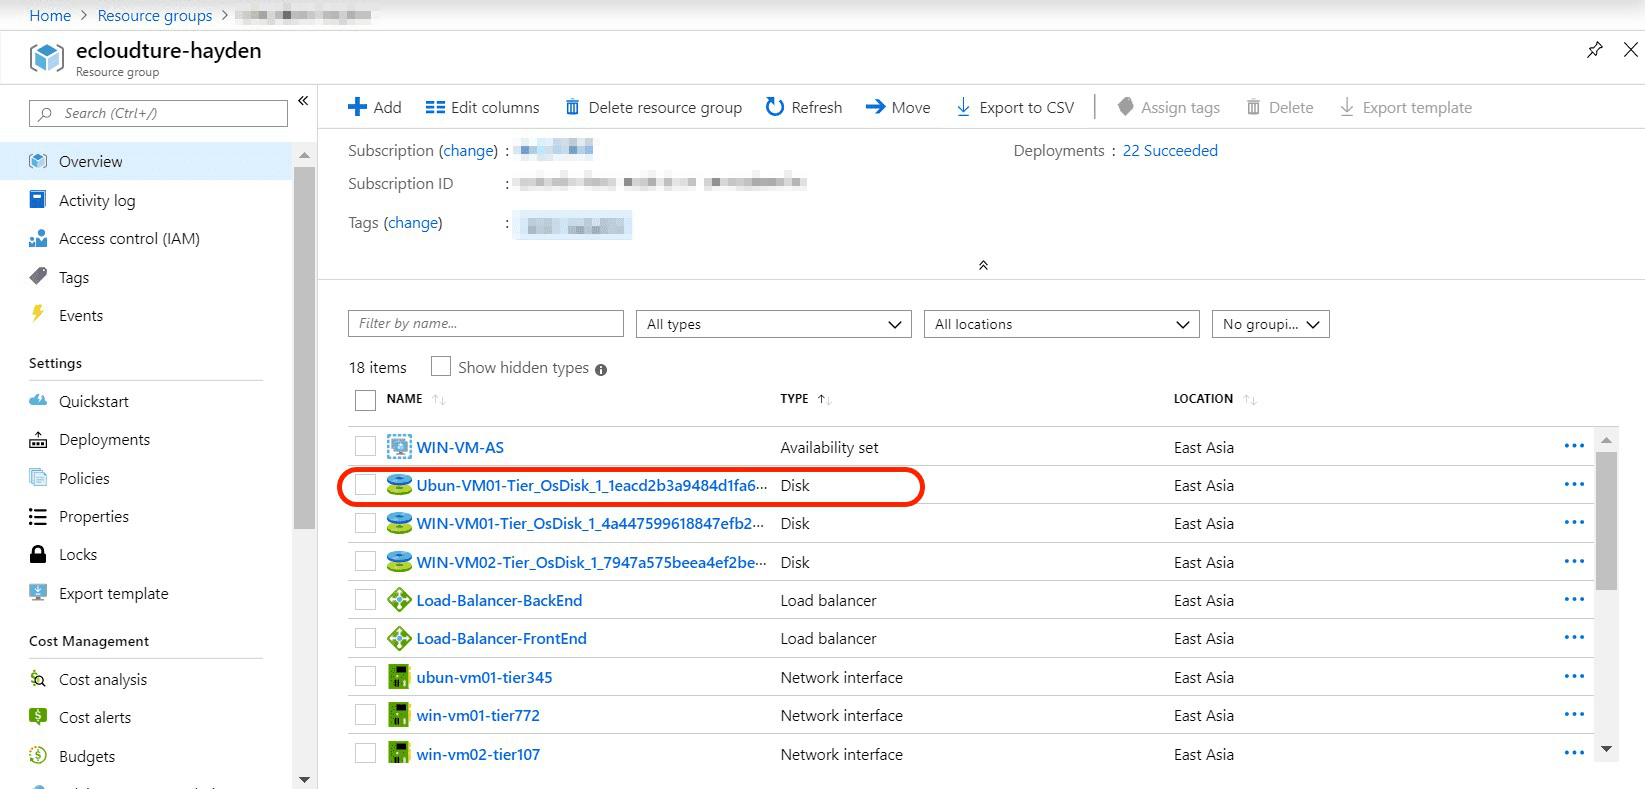 Home > Resource groups >
ecloudture-hayden
Resource group
Search (Ctrl+/)
«
Overview
Activity log
Access control (IAM)
Tags
Events
Settings
Quickstart
Deployments
Policies
Properties
Locks
Export template
Cost Management
Cost analysis
Cost alerts
Budgets
Add Edit columns Delete resource group Refresh Move Export to CSV Assign tags Delete Export template
Subscription (change) :
Deployments : 22 Succeeded
Subscription ID :
Tags (change) :
Filter by name... All types All locations No groupi...
18 items Show hidden types
NAME TYPE LOCATION
WIN-VM-AS Availability set East Asia ...
Ubun-VM01-Tier_OsDisk_1_1eacd2b3a9484d1fa6... Disk East Asia ...
WIN-VM01-Tier_OsDisk_1_4a447599618847efb2... Disk East Asia ...
WIN-VM02-Tier_OsDisk_1_7947a575beea4ef2be... Disk East Asia ...
Load-Balancer-BackEnd Load balancer East Asia ...
Load-Balancer-FrontEnd Load balancer East Asia ...
ubun-vm01-tier345 Network interface East Asia ...
win-vm01-tier772 Network interface East Asia ...
win-vm02-tier107 Network interface East Asia ...